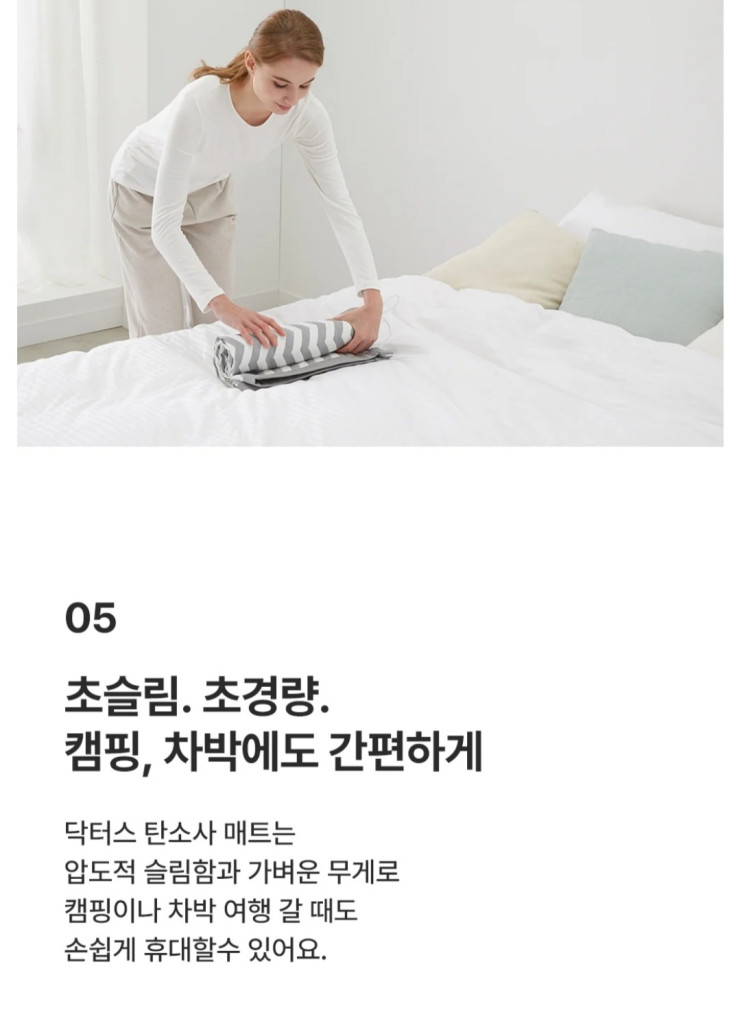 05
초슬림. 초경량.
캠핑, 차박에도 간편하게
닥터스 탄소사 매트는
압도적 슬림함과 가벼운 무게로
캠핑이나 차박 여행 갈 때도
손쉽게 휴대할수 있어요.